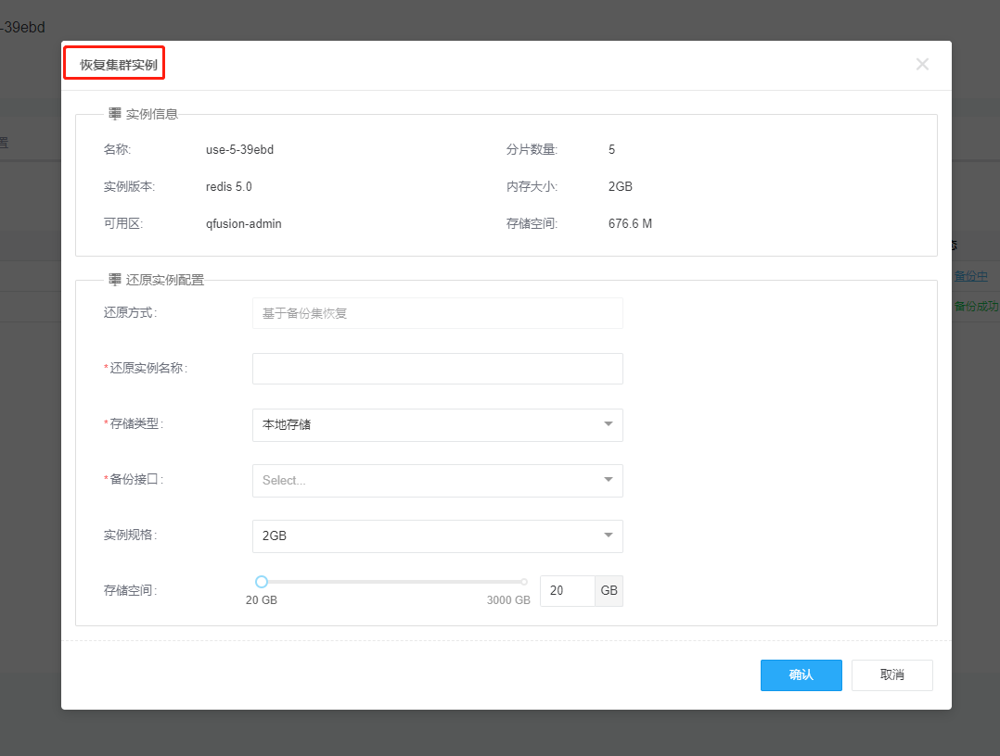 -39ebd
恢复集群实例
实例信息
名称: use-5-39ebd 分片数量: 5
实例版本: redis 5.0 内存大小: 2GB
可用区: qfusion-admin 存储空间: 676.6 M
置
态
还原实例配置
备份中
还原方式: 基于备份集恢复
备份成功
*还原实例名称:
*存储类型: 本地存储
*备份接口: Select...
实例规格: 2GB
存储空间: 20 GB 3000 GB 20 GB
确认 取消